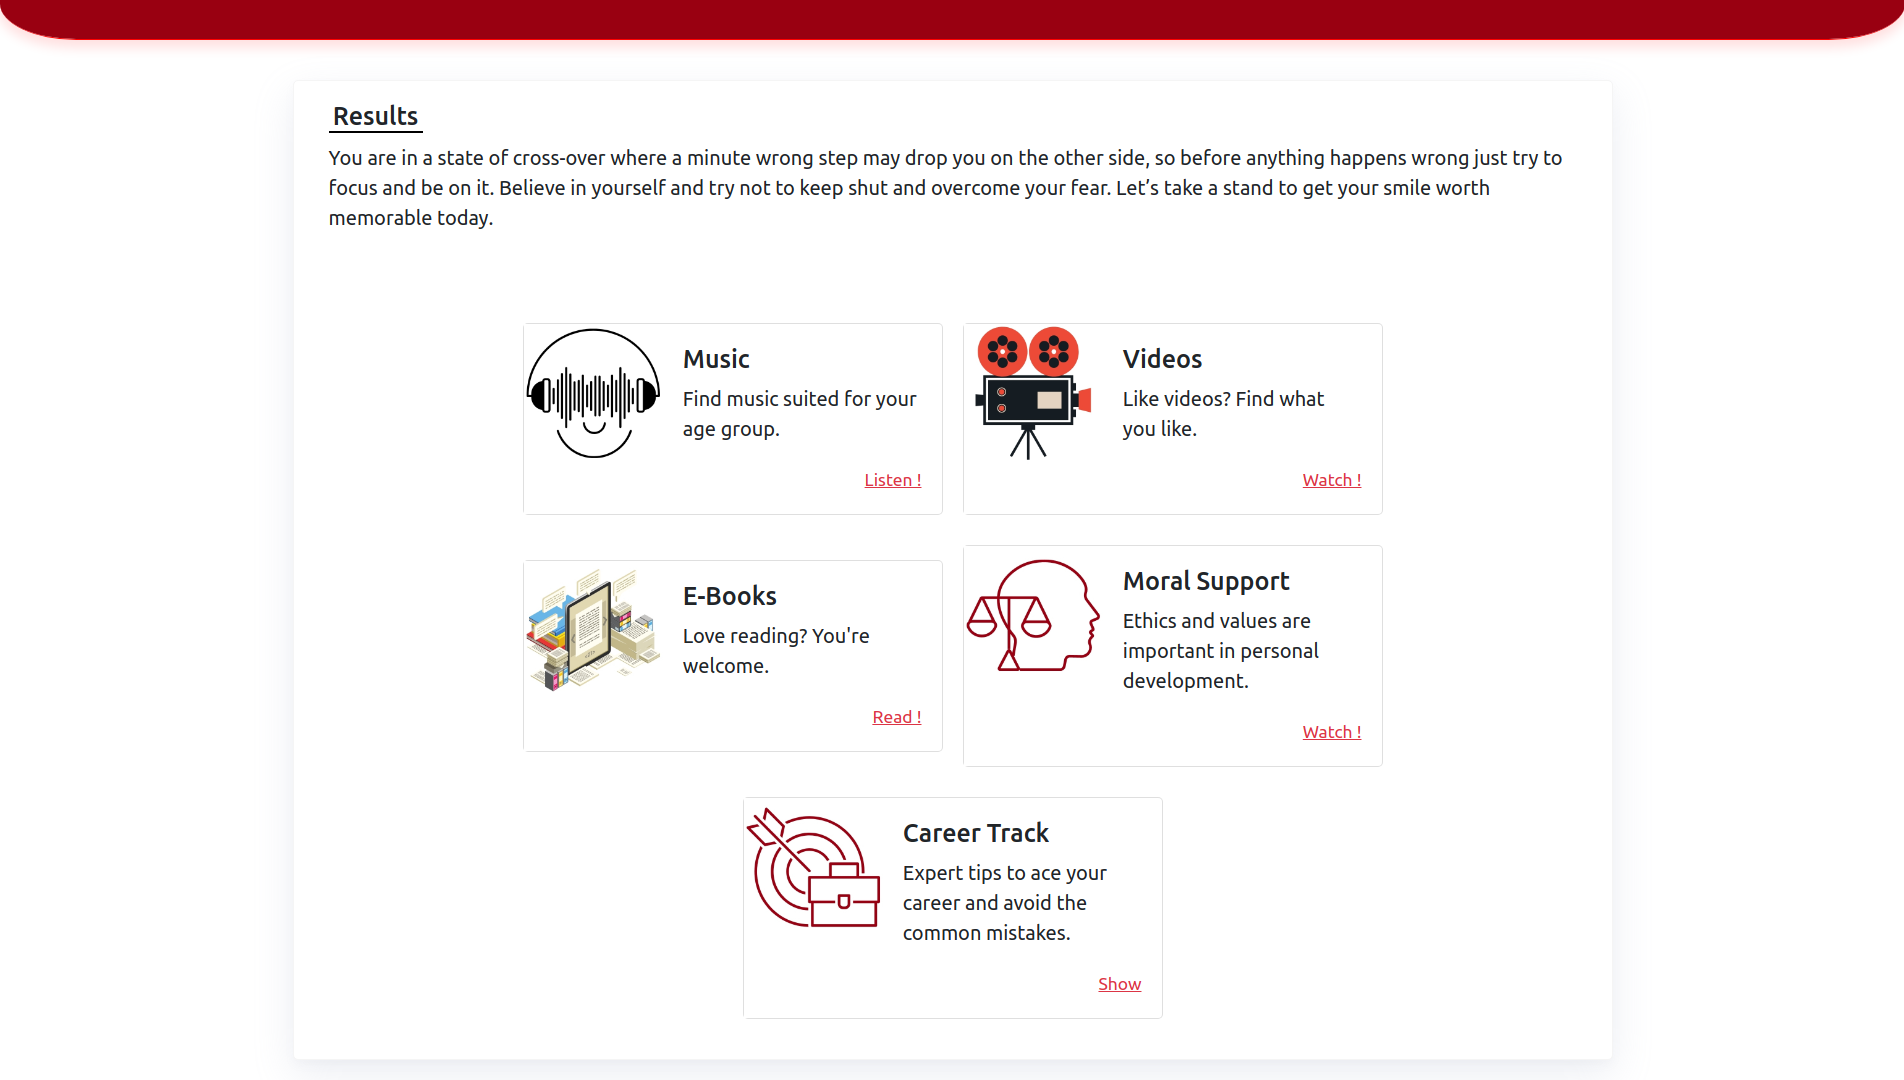 Results
You are in a state of cross-over where a minute wrong step may drop you on the other side, so before anything happens wrong just try to
focus and be on it. Believe in yourself and try not to keep shut and overcome your fear. Let’s take a stand to get your smile worth
memorable today.
Music
Find music suited for your
age group.
Listen !
Videos
Like videos? Find what
you like.
Watch !
E-Books
Love reading? You're
welcome.
Read !
Moral Support
Ethics and values are
important in personal
development.
Watch !
Career Track
Expert tips to ace your
career and avoid the
common mistakes.
Show